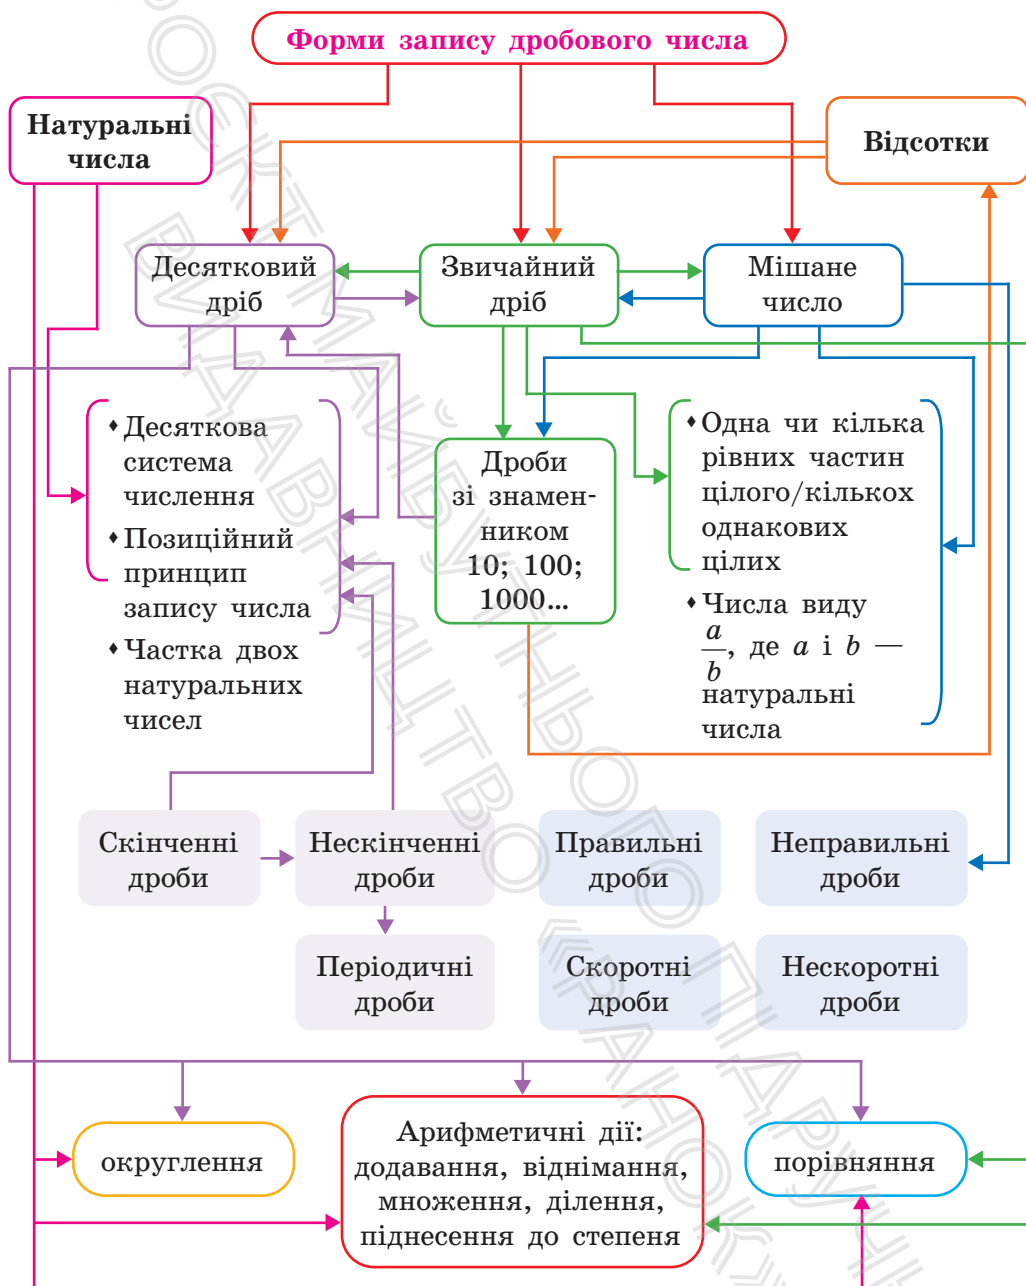 Форми запису дробового числа
Натуральні
числа
Відсотки
Десятковий
дріб
Звичайний
дріб
Мішане
число
♦ Десяткова
система
числення
♦ Позиційний
принцип
запису числа
♦ Частка двох
натуральних
чисел
Дроби
зі знамен-
ником
10; 100;
1000...
♦ Одна чи кілька
рівних частин
цілого/кількох
однакових
цілих
♦ Числа виду
a/b, де a і b —
натуральні
числа
Скінченні
дроби
Нескінченні
дроби
Правильні
дроби
Неправильні
дроби
Періодичні
дроби
Скоротні
дроби
Нескоротні
дроби
округлення
Арифметичні дії:
додавання, віднімання,
множення, ділення,
піднесення до степеня
порівняння
ВИДАВНИЦТВО «РАНОК»